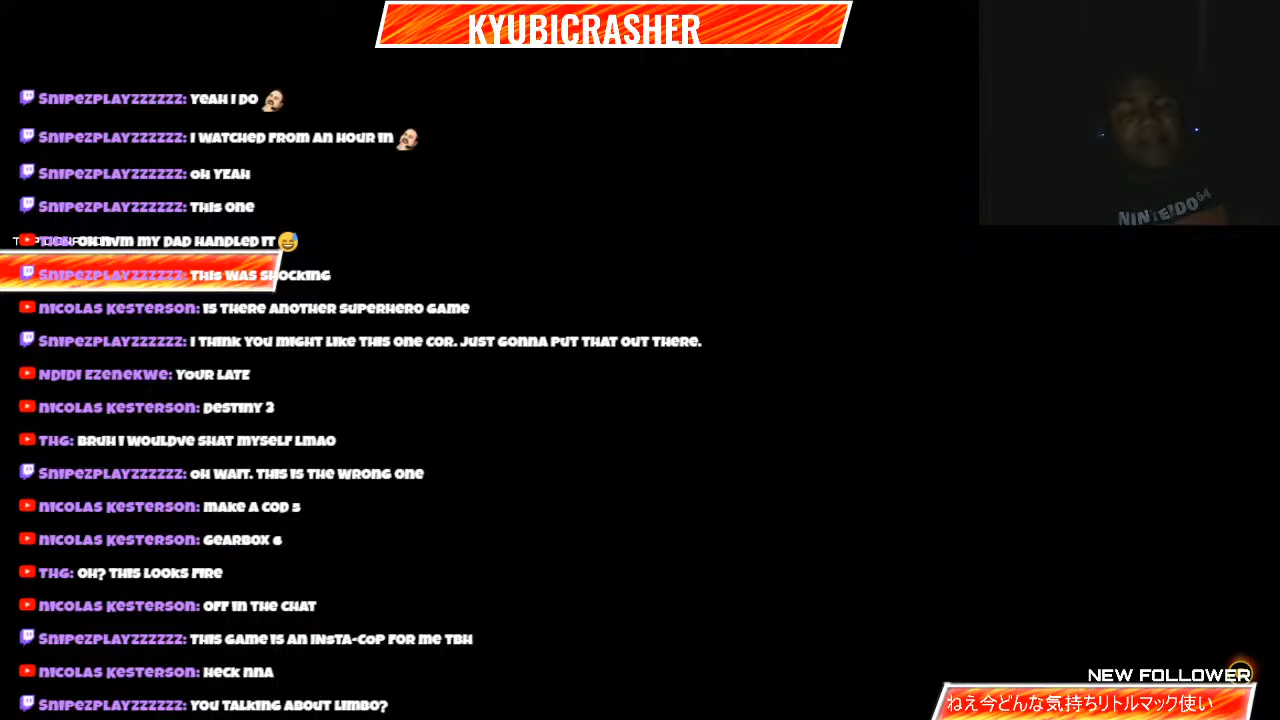 KYUBICRASHER
SnipezPlayzzzzzz: Yeah I do
SnipezPlayzzzzzz: I watched from an hour in
SnipezPlayzzzzzz: oh yeah
SnipezPlayzzzzzz: This one
THG: Oh nvm my dad handled it 😅
SnipezPlayzzzzzz: This was shocking
Nicolas Kesterson: Is there another superhero game
SnipezPlayzzzzzz: I think you might like this one Cor. Just gonna put that out there.
Ndidi Ezenekwe: Your late
Nicolas Kesterson: Destiny 3
THG: Bruh I wouldve shat myself lmao
SnipezPlayzzzzzz: oh wait. This is the wrong one
Nicolas Kesterson: Make a cod 5
Nicolas Kesterson: Gearbox 6
THG: Oh? This looks fire
Nicolas Kesterson: Off in the chat
SnipezPlayzzzzzz: This game is an insta-cop for me tbh
Nicolas Kesterson: Heck nna
SnipezPlayzzzzzz: You talking about Limbo?
NINTENDO64
NEW FOLLOWER
ねえ今どんな気持ちリトルマック使い